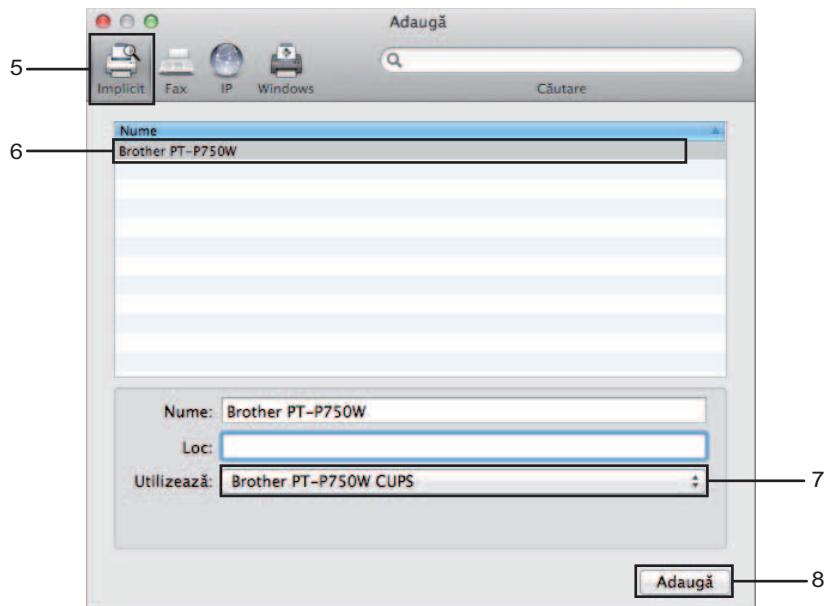 Adaugă
5
Implicit Fax IP Windows Căutare
Nume
6
Brother PT-P750W
Nume: Brother PT-P750W
Loc:
Utilizează: Brother PT-P750W CUPS
7
Adaugă
8